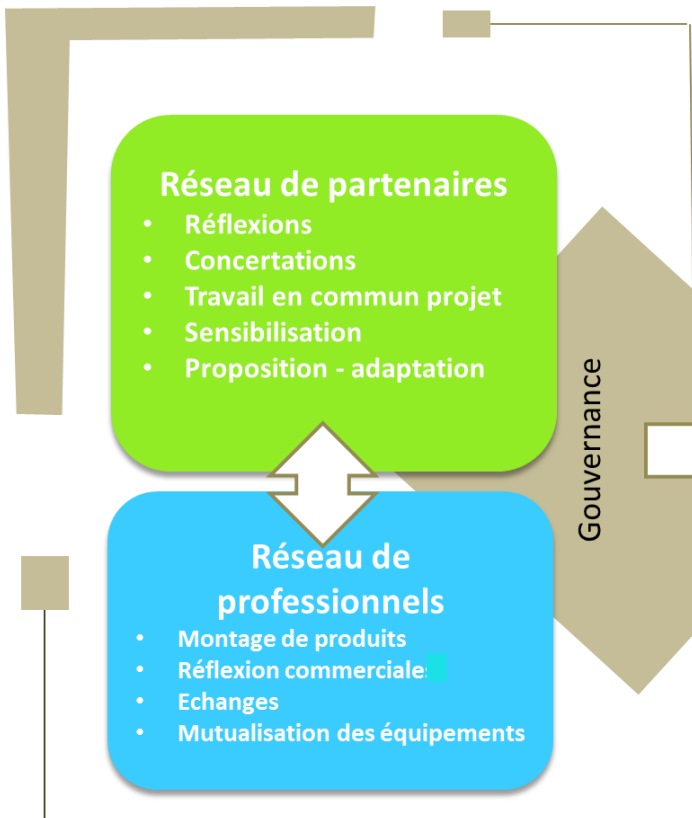 Réseau de partenaires
• Réflexions
• Concertations
• Travail en commun projet
• Sensibilisation
• Proposition - adaptation
Gouvernance
Réseau de
professionnels
• Montage de produits
• Réflexion commerciale
• Echanges
• Mutualisation des équipements